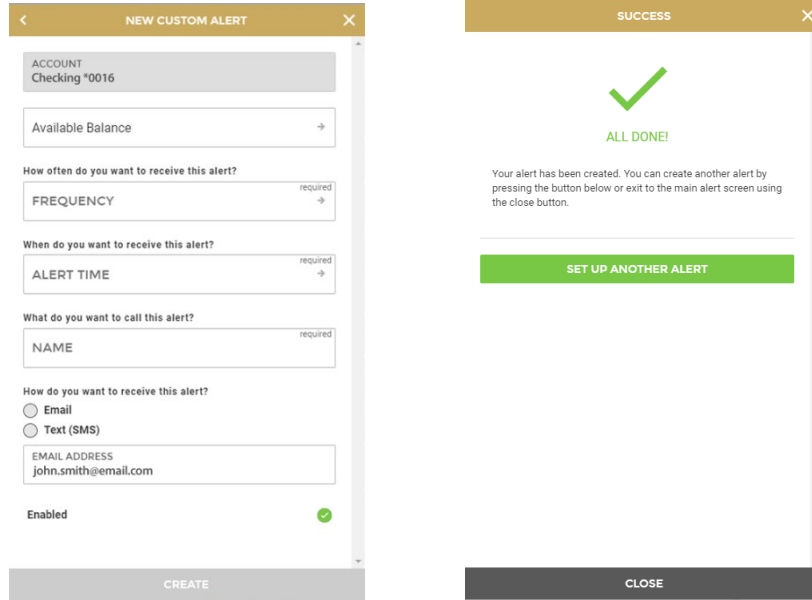 NEW CUSTOM ALERT
ACCOUNT
Checking *0016
Available Balance
How often do you want to receive this alert?
required
FREQUENCY
When do you want to receive this alert?
required
ALERT TIME
What do you want to call this alert?
required
NAME
How do you want to receive this alert?
Email
Text (SMS)
EMAIL ADDRESS
john.smith@email.com
Enabled
CREATE
SUCCESS
ALL DONE!
Your alert has been created. You can create another alert by
pressing the button below or exit to the main alert screen using
the close button.
SET UP ANOTHER ALERT
CLOSE